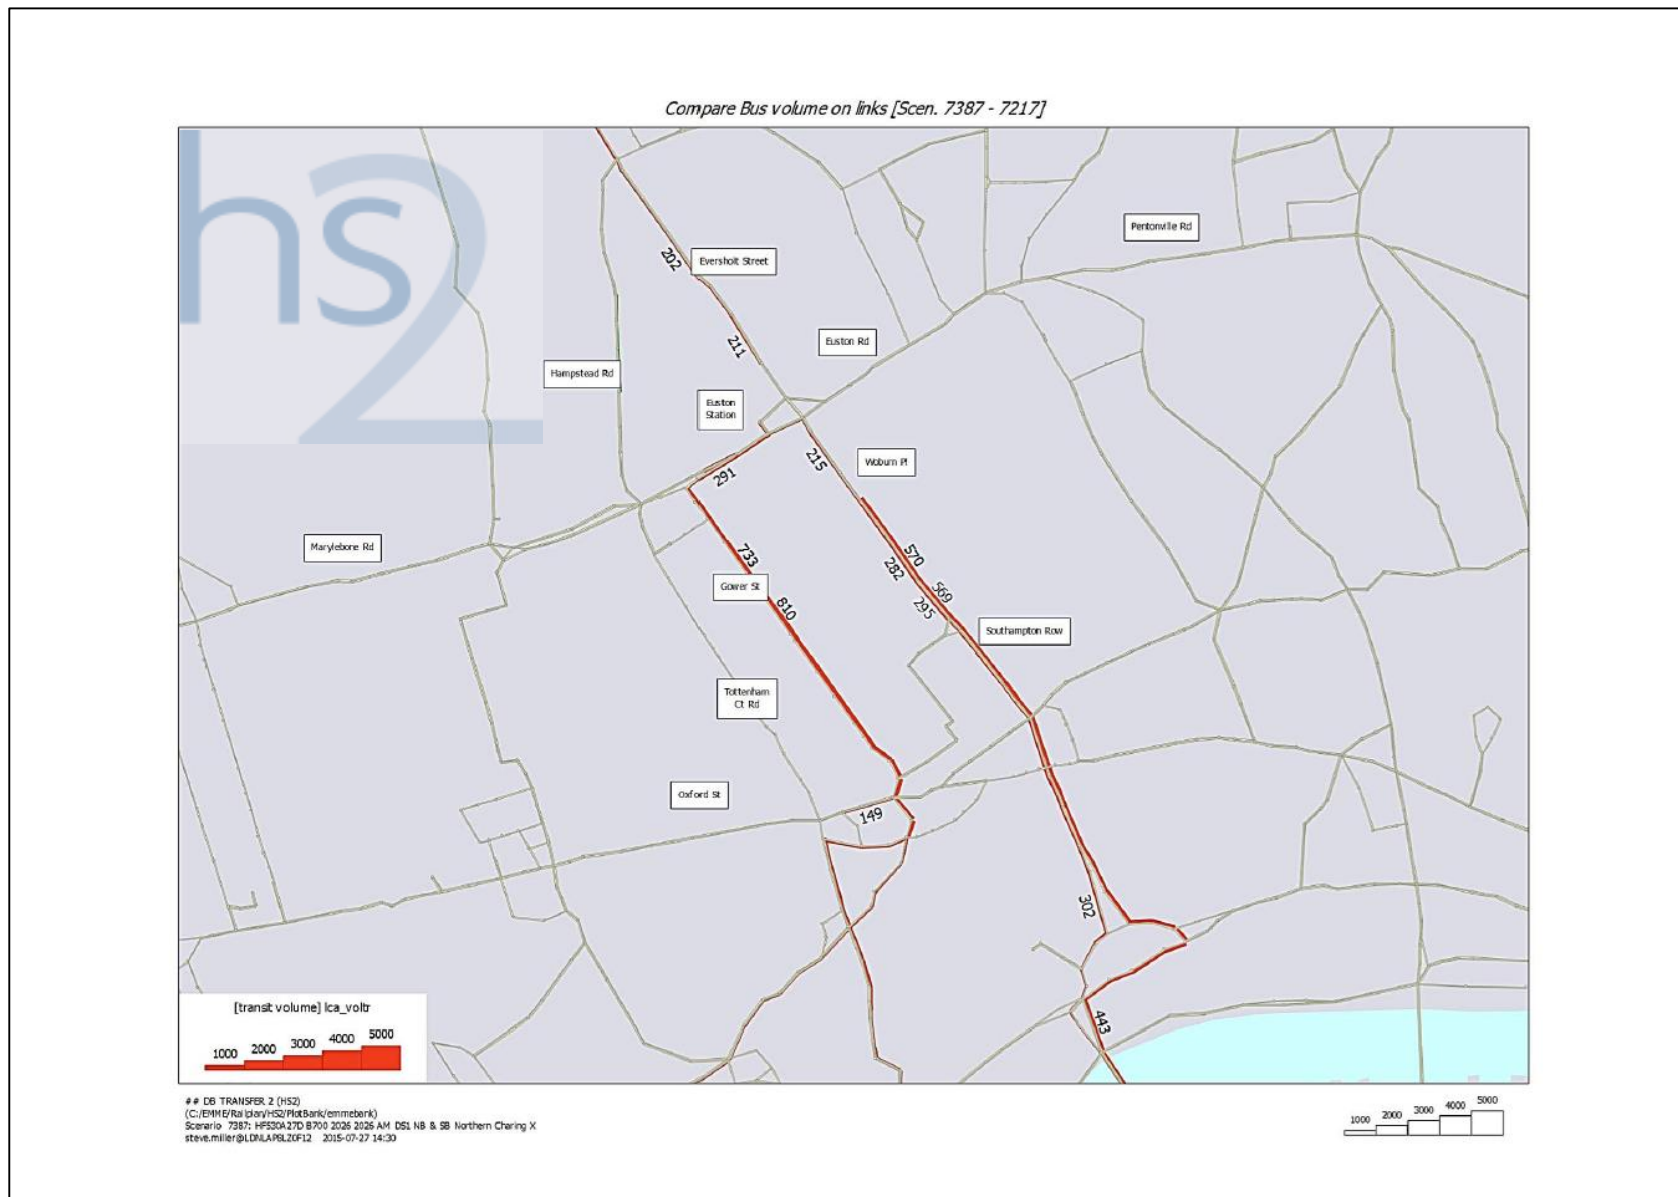 Compare Bus volume on links [Scen. 7387 - 7217]
hs2
Pentonville Rd
202
Eversholt Street
211
Euston Rd
Hampstead Rd
Euston
Station
215
Woburn Pl
291
Marylebone Rd
733
570
282
Gower St
569
810
295
Southampton Row
Tottenham
Ct Rd
Oxford St
149
302
443
[transit volume] lca_voltr
1000
2000
3000
4000
5000
## DB TRANSFER 2 (HS2)
(C:/EMME/Railplan/HS2/PlotBank/emmebank)
Scenario 7387: HFS30A27D B700 2026 2026 AM DS1 NB & SB Northern Charing X
steve.miller@LDNLAPBLZ0F12 2015-07-27 14:30
1000
2000
3000
4000
5000